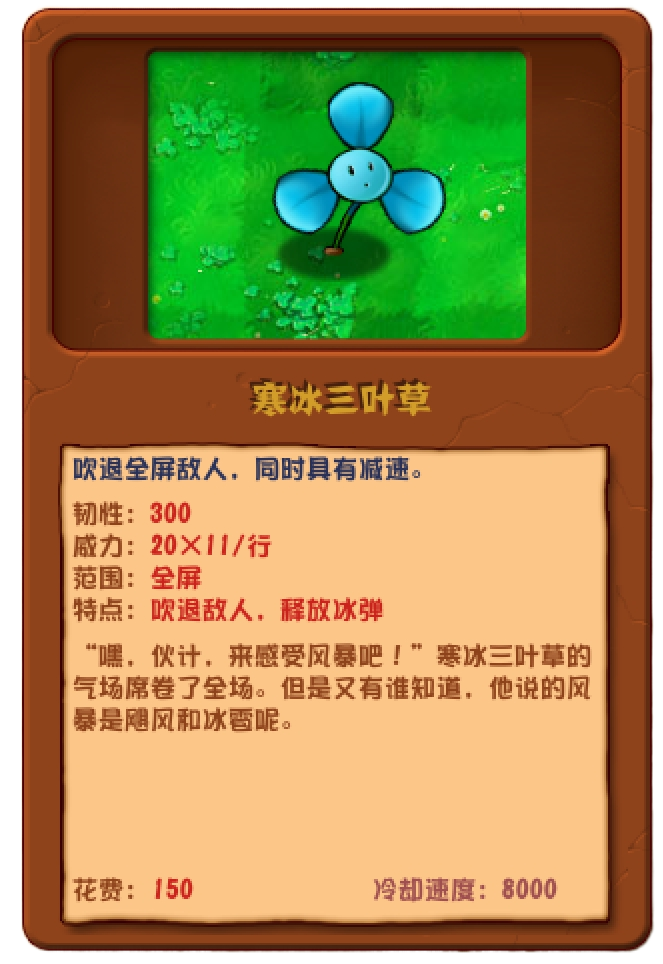 寒冰三叶草
吹退全屏敌人，同时具有减速。
韧性：300
威力：20×11/行
范围：全屏
特点：吹退敌人，释放冰弹
“嘿，伙计，来感受风暴吧！”寒冰三叶草的
气场席卷了全场。但是又有谁知道，他说的风
暴是飓风和冰雹呢。
花费：150
冷却速度：8000